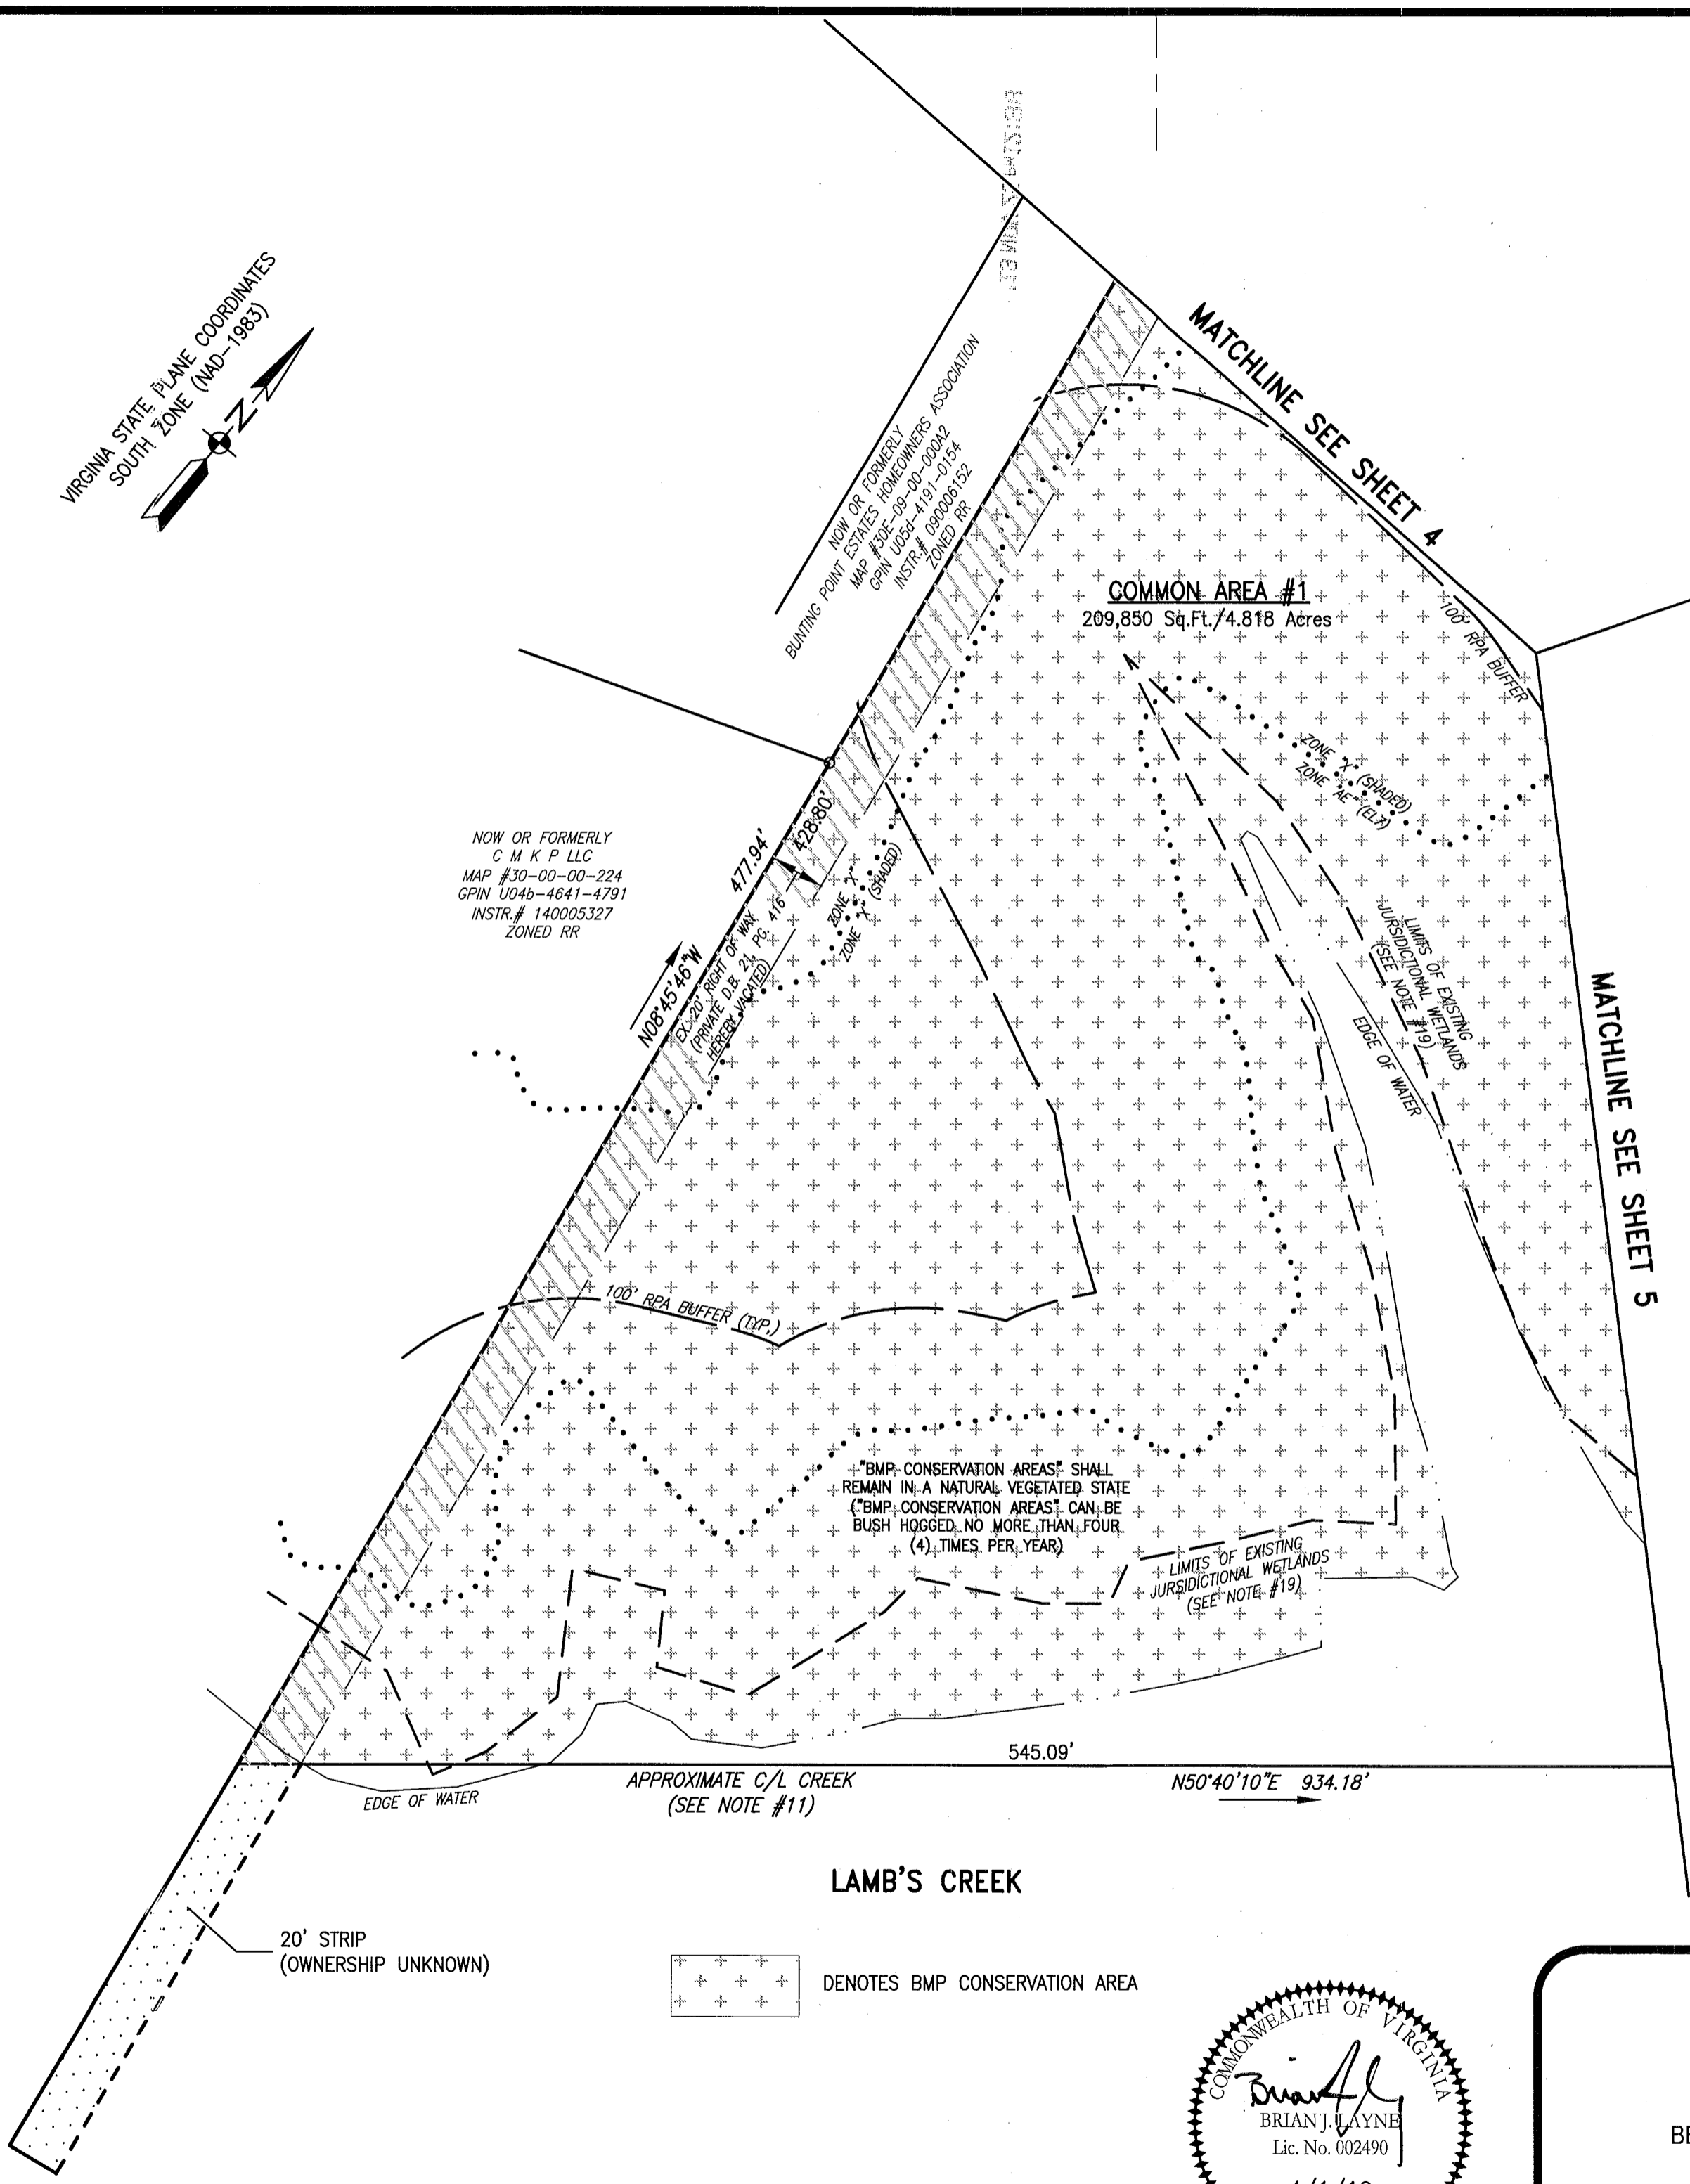 VIRGINIA STATE PLANE COORDINATES
SOUTH ZONE (NAD-1983)
N
NOW OR FORMERLY
BUNTING POINT ESTATES HOMEOWNERS ASSOCIATION
MAP #30E-09-00-000A2
GPIN U05d-4191-0154
INSTR.# 090006152
ZONED RR
MATCHLINE SEE SHEET 4
COMMON AREA #1
209,850 Sq.Ft./4.818 Acres
100' RPA BUFFER
ZONE "X" (SHADED)
ZONE "AE" (EL7)
NOW OR FORMERLY
C M K P LLC
MAP #30-00-00-224
GPIN U04b-4641-4791
INSTR.# 140005327
ZONED RR
477.94'
428.80'
N08°45'46"W
EX. 20' RIGHT OF WAY
(PRIVATE D.B. 21, PG. 416
HEREBY VACATED)
ZONE "X"
ZONE "X" (SHADED)
LIMITS OF EXISTING
JURSIDICTIONAL WETLANDS
(SEE NOTE #19)
EDGE OF WATER
MATCHLINE SEE SHEET 5
100' RPA BUFFER (TYP.)
"BMP CONSERVATION AREAS" SHALL
REMAIN IN A NATURAL VEGETATED STATE
("BMP CONSERVATION AREAS" CAN BE
BUSH HOGGED NO MORE THAN FOUR
(4) TIMES PER YEAR)
LIMITS OF EXISTING
JURSIDICTIONAL WETLANDS
(SEE NOTE #19)
545.09'
APPROXIMATE C/L CREEK
(SEE NOTE #11)
N50°40'10"E 934.18'
EDGE OF WATER
LAMB'S CREEK
20' STRIP
(OWNERSHIP UNKNOWN)
DENOTES BMP CONSERVATION AREA
COMMONWEALTH OF VIRGINIA
BRIAN J. LAYNE
Lic. No. 002490